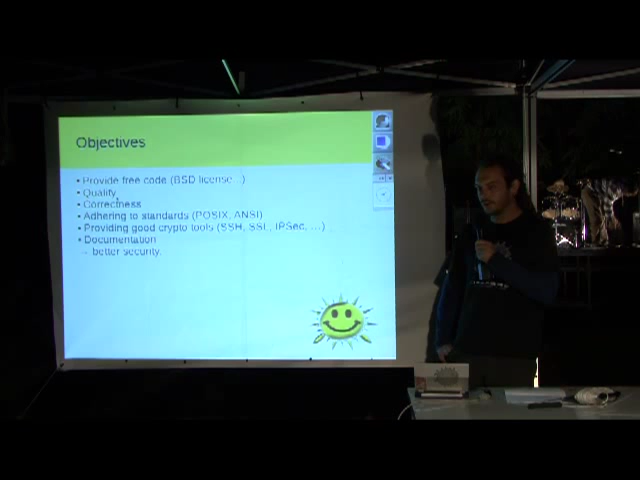 Objectives
• Provide free code (BSD license...)
• Quality
• Correctness
• Adhering to standards (POSIX, ANSI)
• Providing good crypto tools (SSH, SSL, IPSec, ...)
• Documentation
→ better security.